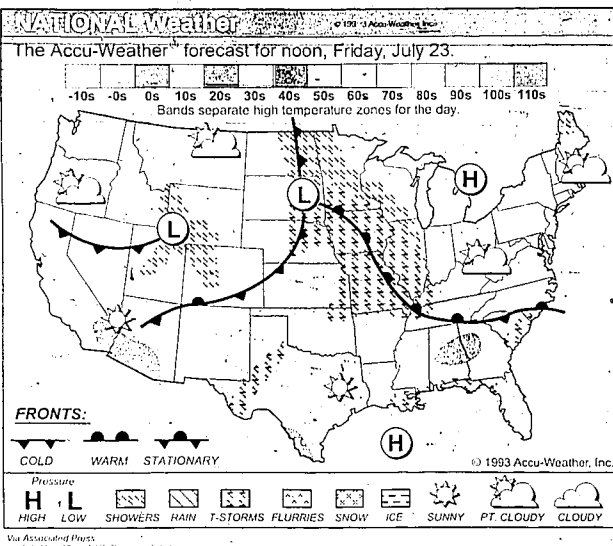 NATIONAL Weather
© 1993 Accu-Weather, Inc.
The Accu-Weather forecast for noon, Friday, July 23.
-10s -0s 0s 10s 20s 30s 40s 50s 60s 70s 80s 90s 100s 110s
Bands separate high temperature zones for the day.
H
L
L
H
FRONTS:
COLD WARM STATIONARY
© 1993 Accu-Weather, Inc.
Pressure
H L
HIGH LOW SHOWERS RAIN T-STORMS FLURRIES SNOW ICE SUNNY PT. CLOUDY CLOUDY
Via Associated Press